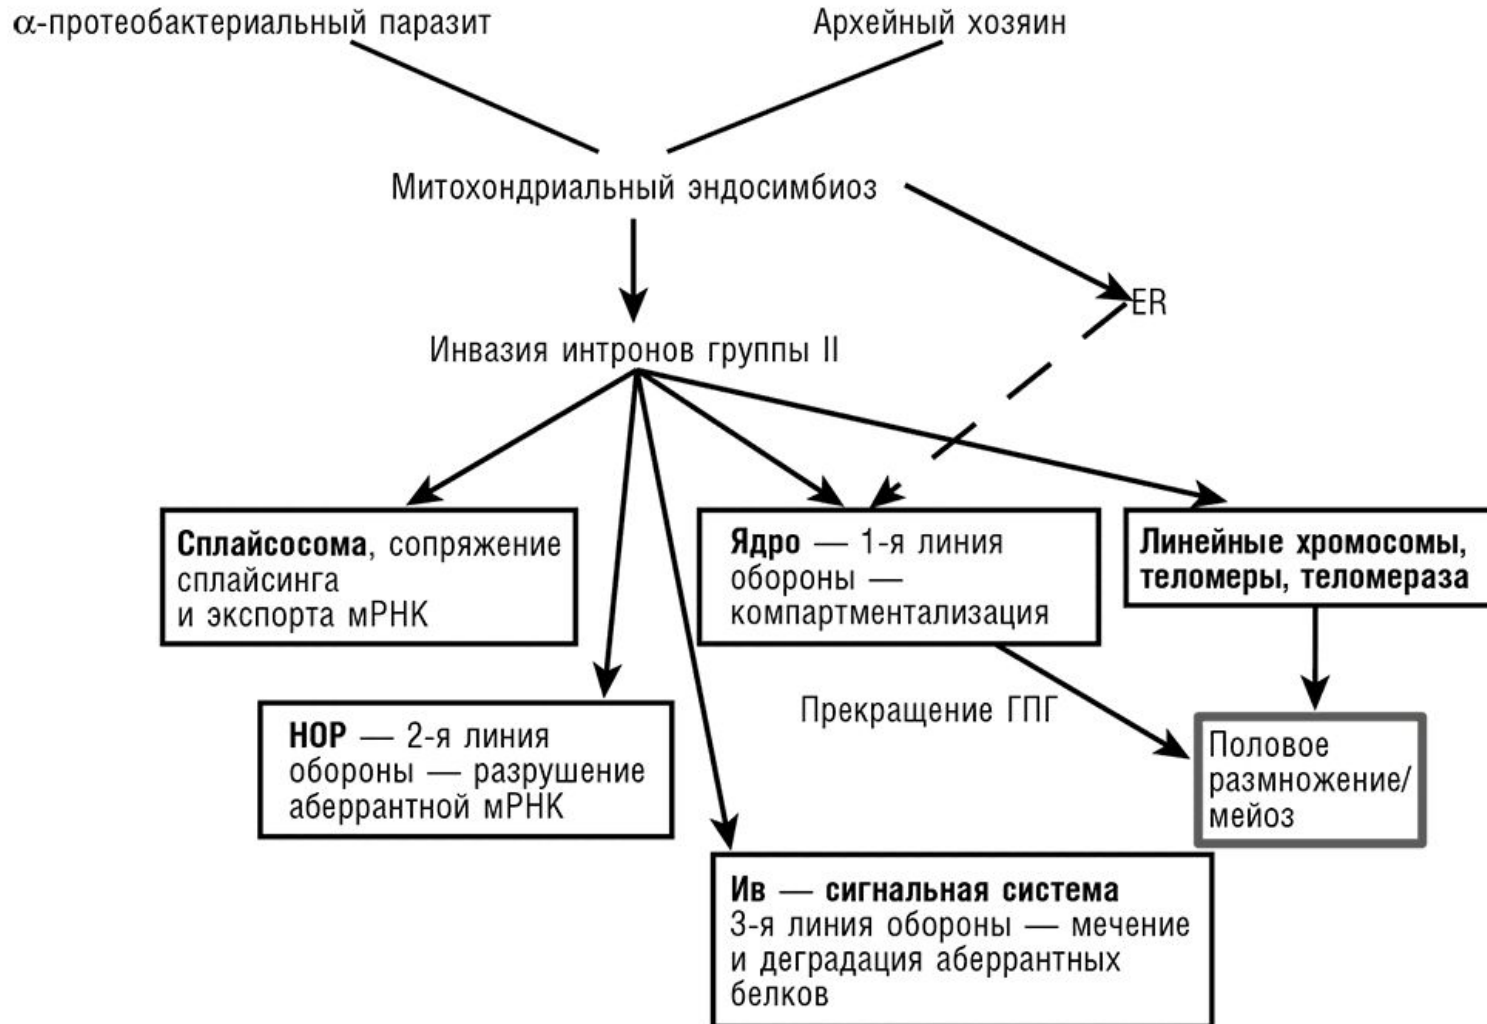 α-протеобактериальный паразит
Архейный хозяин
Митохондриальный эндосимбиоз
ER
Инвазия интронов группы II
Сплайсосома, сопряжение
сплайсинга
и экспорта мРНК
Ядро — 1-я линия
обороны —
компартментализация
Линейные хромосомы,
теломеры, теломераза
НОР — 2-я линия
обороны — разрушение
аберрантной мРНК
Прекращение ГПГ
Половое
размножение/
мейоз
Ив — сигнальная система
3-я линия обороны — мечение
и деградация аберрантных
белков